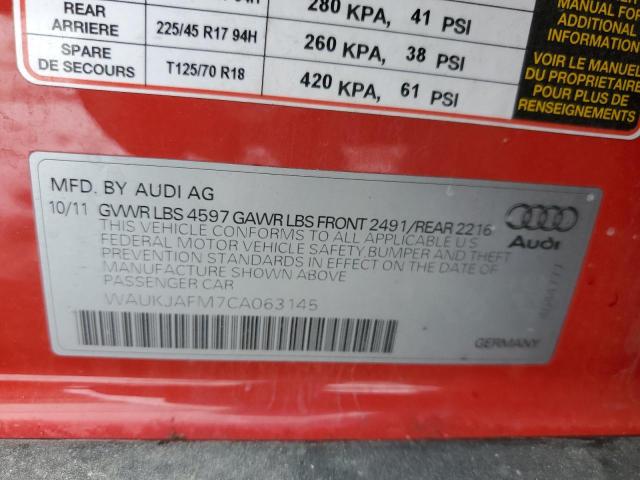 280 KPA, 41 PSI
REAR
ARRIERE
225/45 R17 94H
260 KPA, 38 PSI
SPARE
DE SECOURS
T125/70 R18
420 KPA, 61 PSI
MANUAL FOR
ADDITIONAL
INFORMATION
VOIR LE MANUEL
DU PROPRIETAIRE
POUR PLUS DE
RENSEIGNEMENTS
MFD. BY AUDI AG
10/11 GVWR LBS 4597 GAWR LBS FRONT 2491/REAR 2216
THIS VEHICLE CONFORMS TO ALL APPLICABLE U S
FEDERAL MOTOR VEHICLE SAFETY BUMPER AND THEFT
PREVENTION STANDARDS IN EFFECT ON THE
DATE OF MANUFACTURE SHOWN ABOVE
PASSENGER CAR
WAUKJAFM7CA063145
Audi
GERMANY